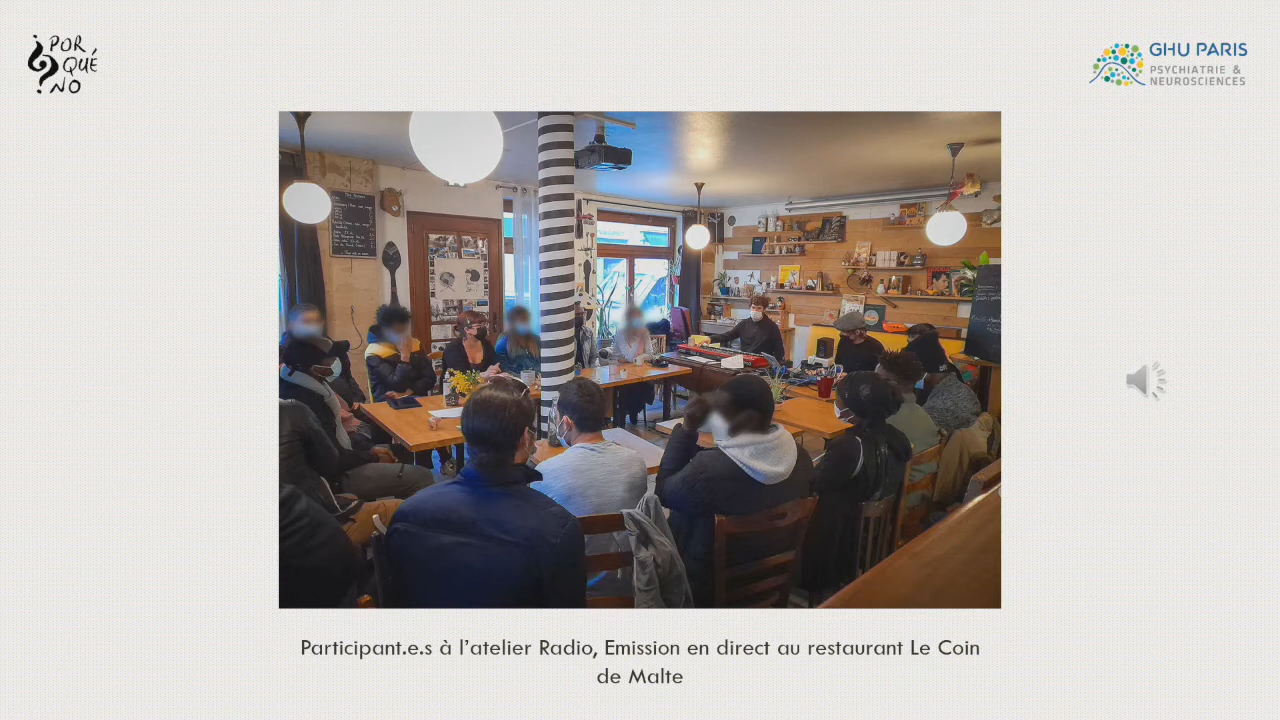 ¿POR
QUÉ
NO
GHU PARIS
PSYCHIATRIE &
NEUROSCIENCES
Participant.e.s à l’atelier Radio, Emission en direct au restaurant Le Coin
de Malte